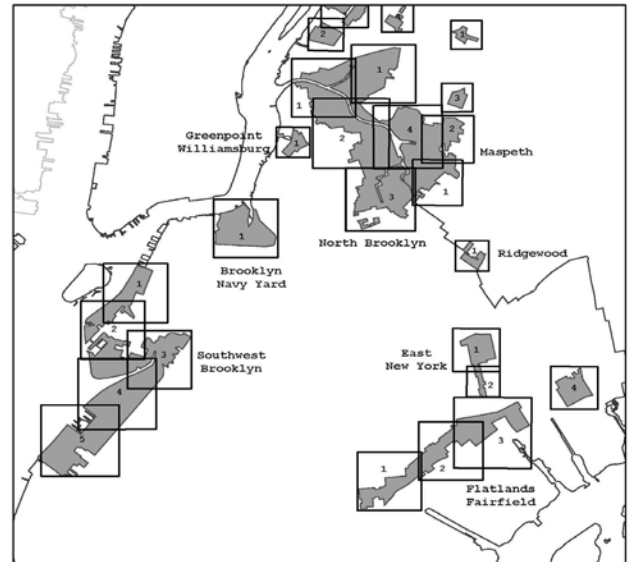 2
1
1
1
3
Greenpoint
Williamsburg
1
2
4
2
Maspeth
1
3
1
North Brooklyn
1
Ridgewood
Brooklyn
Navy Yard
1
2
3
Southwest
Brooklyn
4
5
East
New York
1
2
4
3
1
2
Flatlands
Fairfield